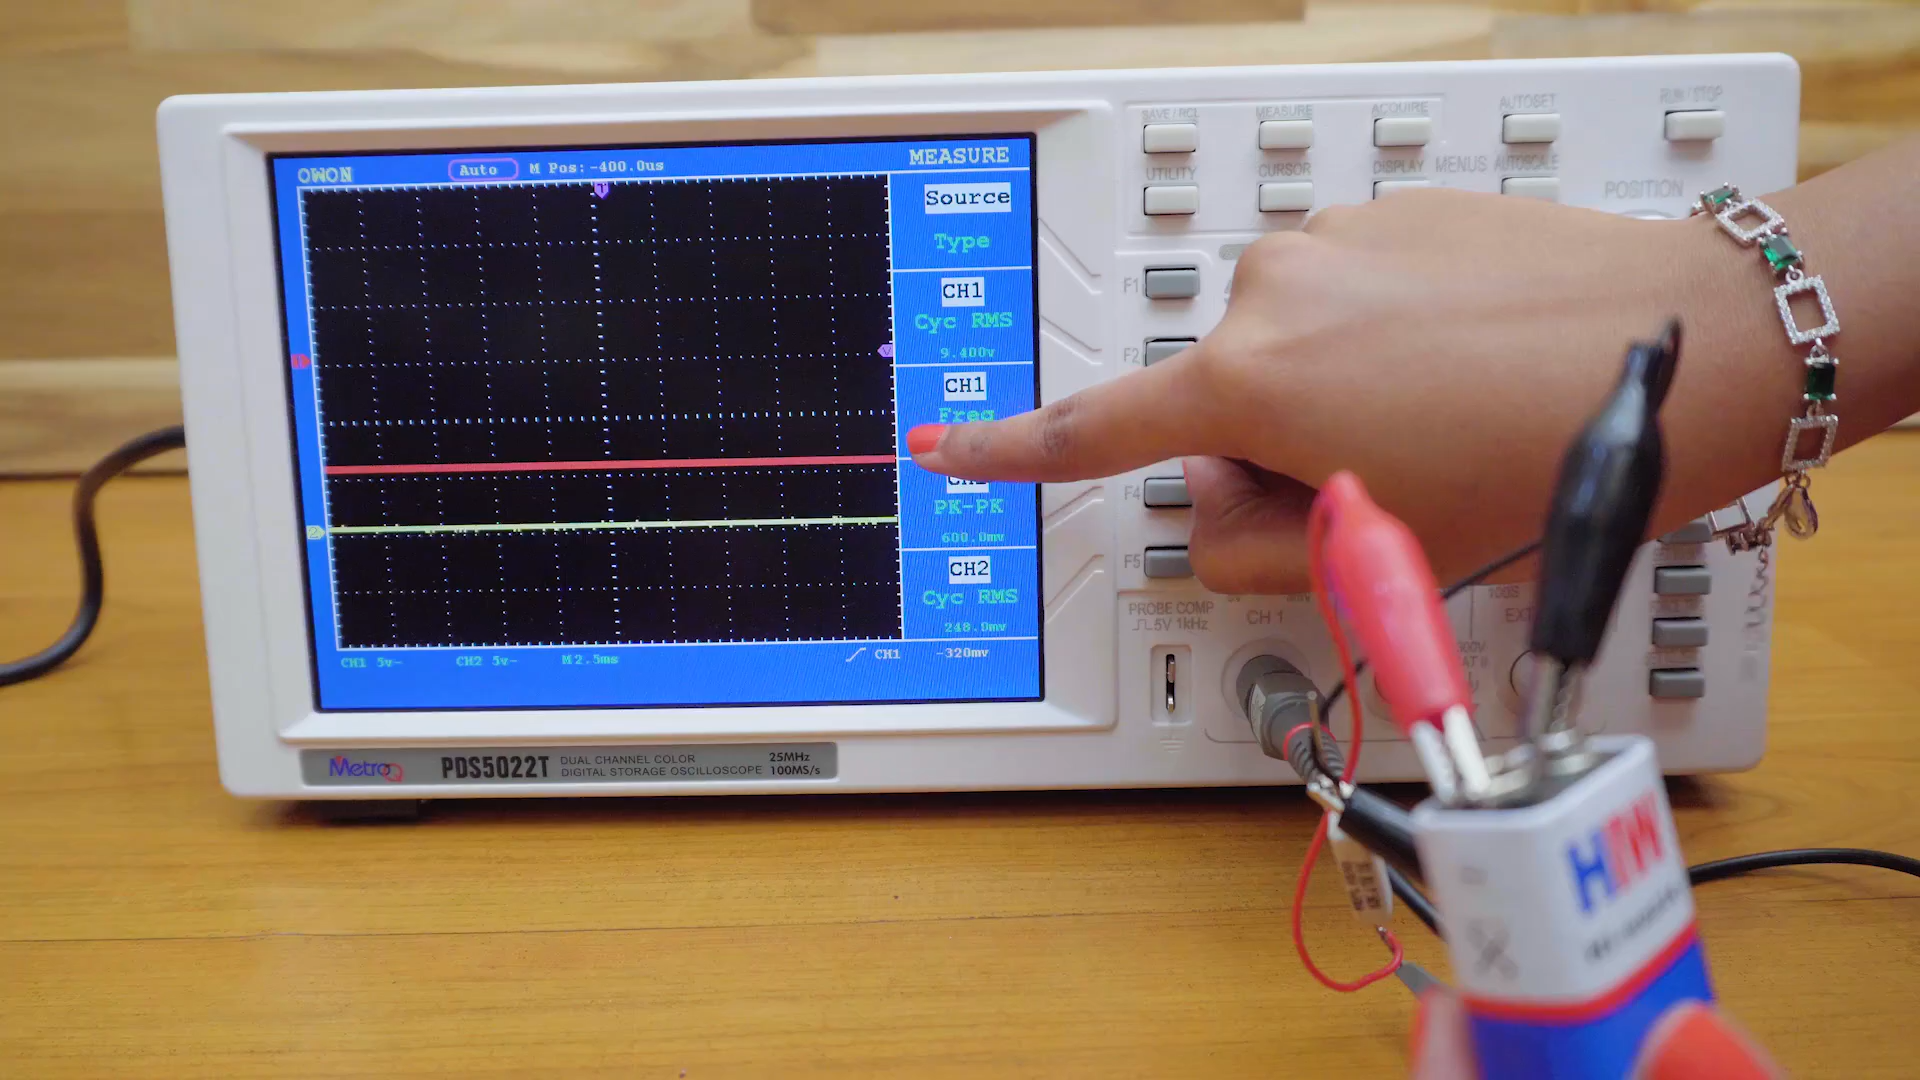 OWON
Auto
M Pos:-400.0us
MEASURE
Source
Type
CH1
Cyc RMS
9.400v
CH1
Freq
PK-PK
600.0mv
CH2
Cyc RMS
248.0mv
CH1 5v~
CH2 5v~
M 2.5ms
CH1
-320mv
MetroQ
PDS5022T
DUAL CHANNEL COLOR
DIGITAL STORAGE OSCILLOSCOPE
25MHz
100MS/s
SAVE / RCL
MEASURE
ACQUIRE
AUTOSET
RUN / STOP
UTILITY
CURSOR
DISPLAY
MENUS
AUTOSCALE
POSITION
F1
F2
F4
F5
PROBE COMP
5V 1kHz
CH 1
HW